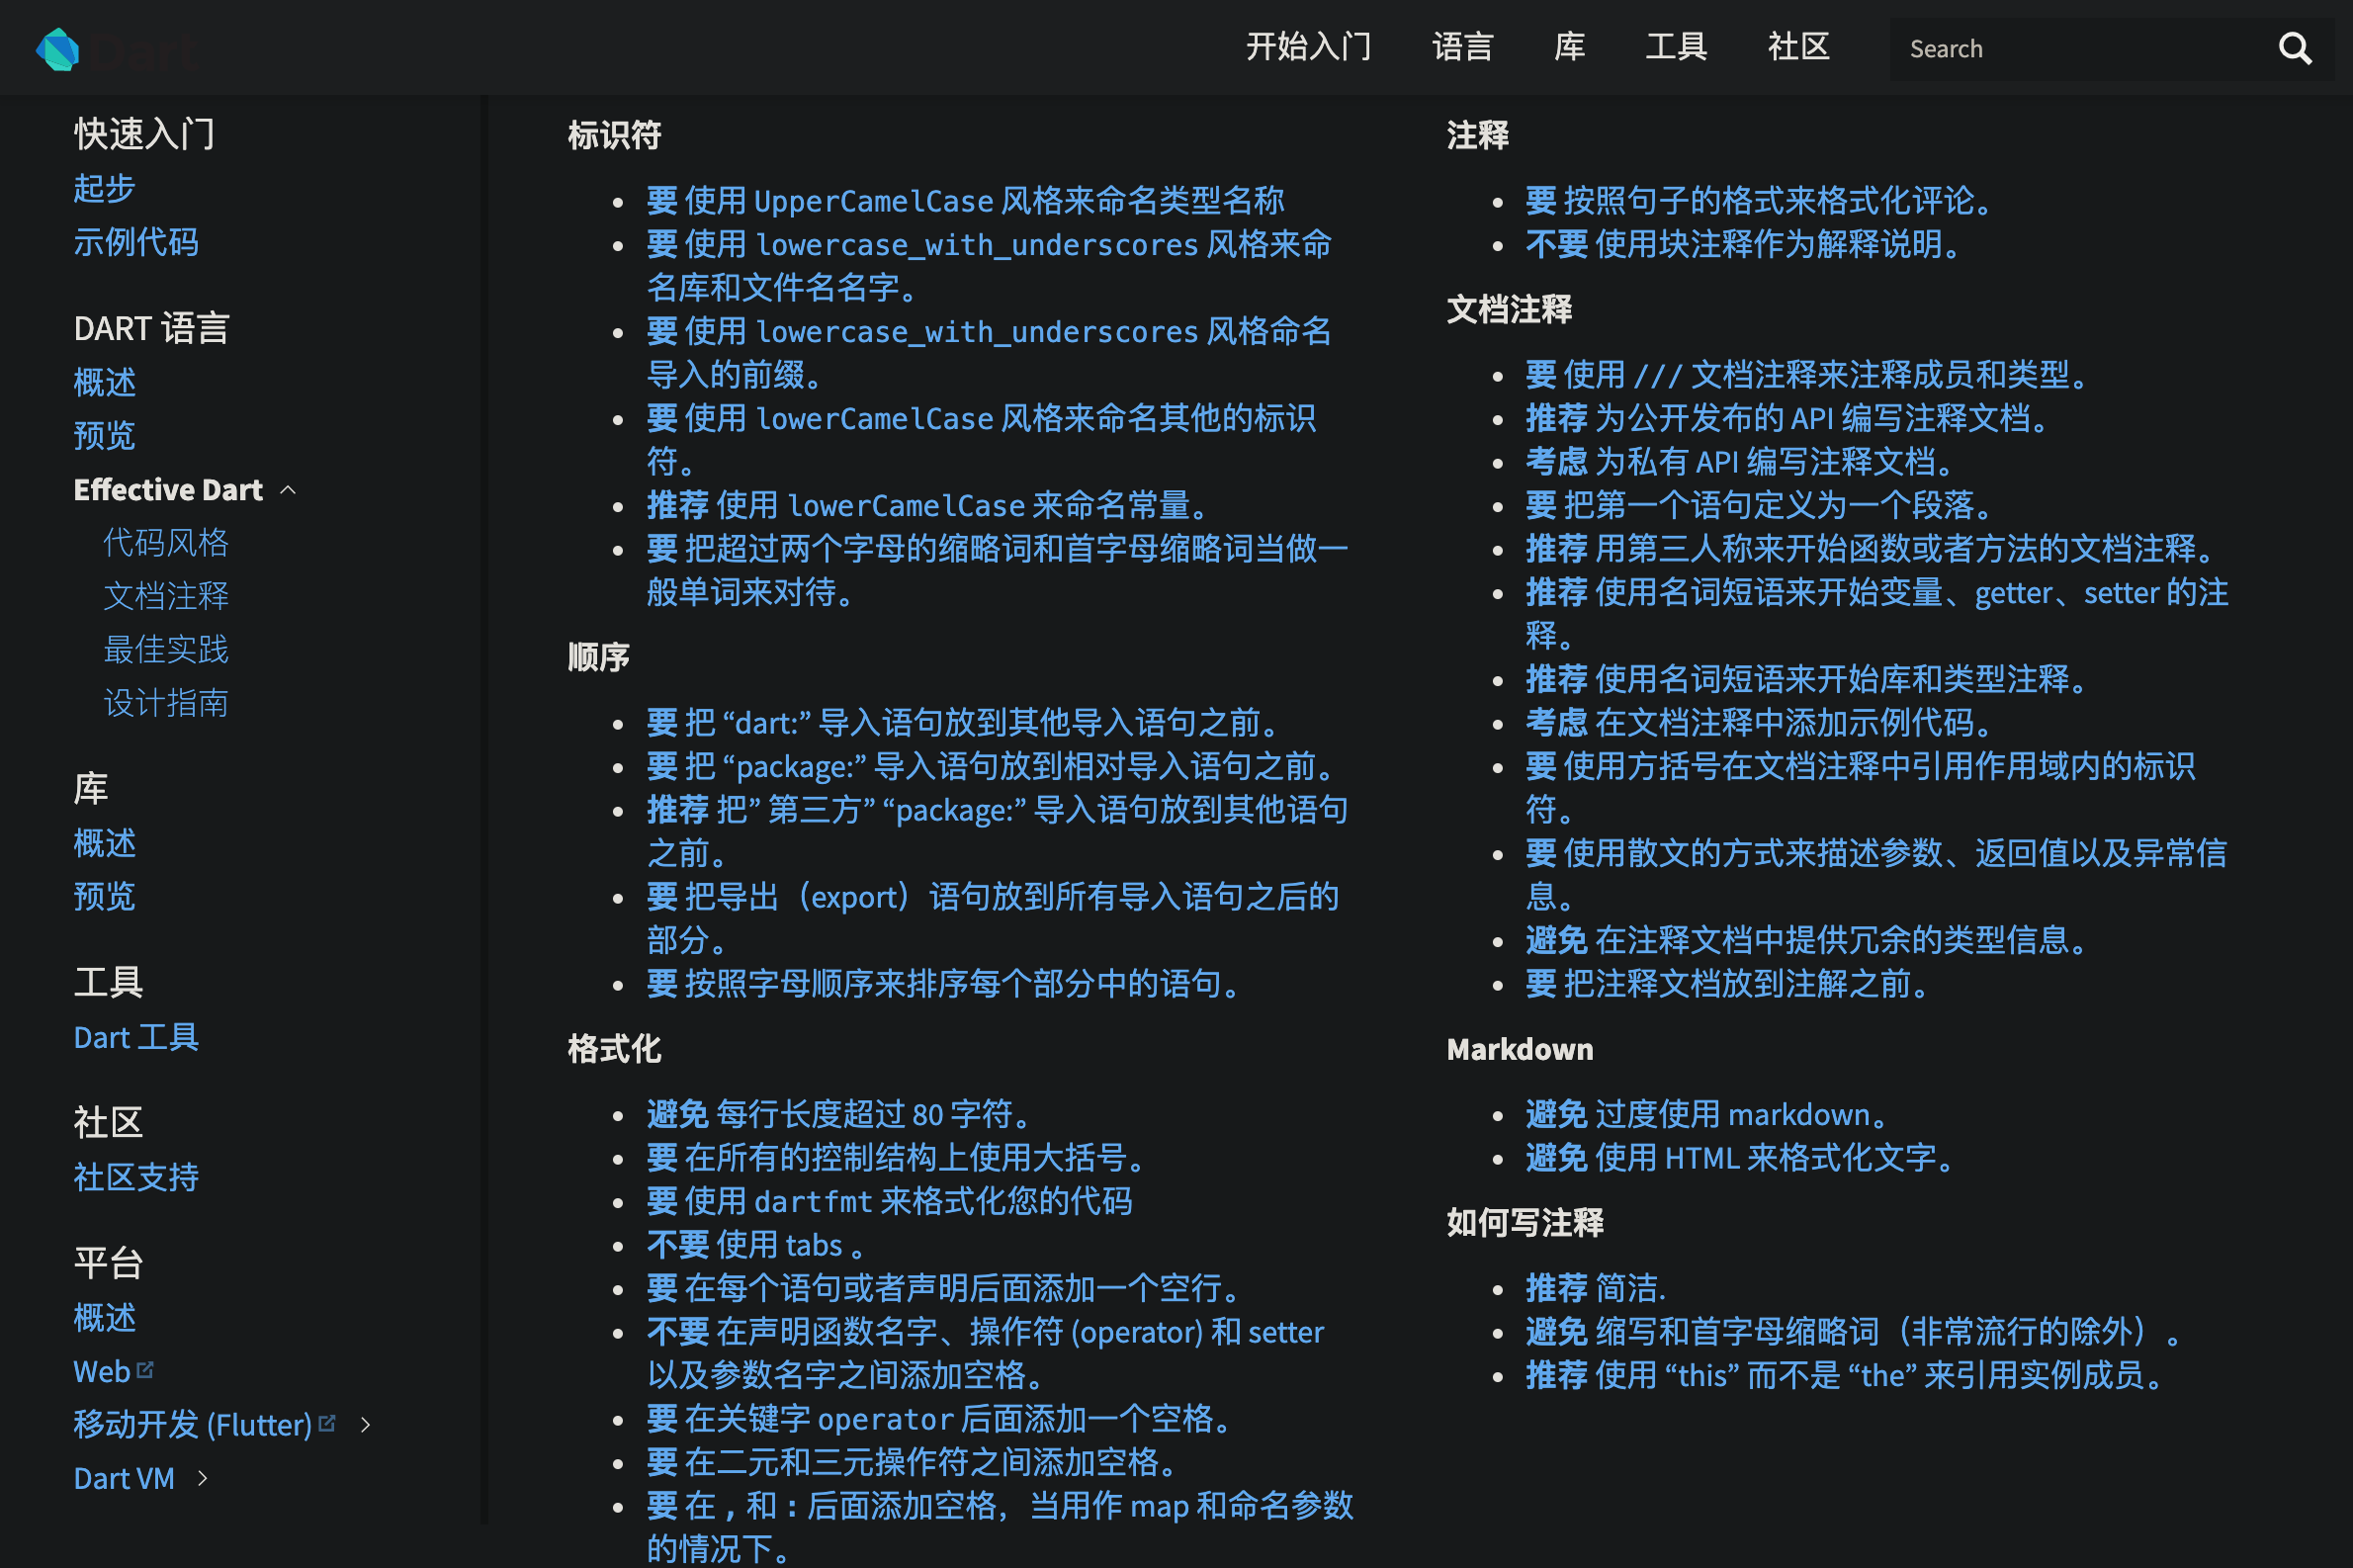 Dart
开始入门
语言
库
工具
社区
Search
快速入门
起步
示例代码
DART 语言
概述
预览
Effective Dart
代码风格
文档注释
最佳实践
设计指南
库
概述
预览
工具
Dart 工具
社区
社区支持
平台
概述
Web
移动开发 (Flutter)
Dart VM
标识符
要 使用 UpperCamelCase 风格来命名类型名称
要 使用 lowercase_with_underscores 风格来命
名库和文件名名字。
要 使用 lowercase_with_underscores 风格命名
导入的前缀。
要 使用 lowerCamelCase 风格来命名其他的标识
符。
推荐 使用 lowerCamelCase 来命名常量。
要 把超过两个字母的缩略词和首字母缩略词当做一
般单词来对待。
顺序
要 把 “dart:” 导入语句放到其他导入语句之前。
要 把 “package:” 导入语句放到相对导入语句之前。
推荐 把” 第三方” “package:” 导入语句放到其他语句
之前。
要 把导出（export）语句放到所有导入语句之后的
部分。
要 按照字母顺序来排序每个部分中的语句。
格式化
避免 每行长度超过 80 字符。
要 在所有的控制结构上使用大括号。
要 使用 dartfmt 来格式化您的代码
不要 使用 tabs 。
要 在每个语句或者声明后面添加一个空行。
不要 在声明函数名字、操作符 (operator) 和 setter
以及参数名字之间添加空格。
要 在关键字 operator 后面添加一个空格。
要 在二元和三元操作符之间添加空格。
要 在 , 和 : 后面添加空格，当用作 map 和命名参数
的情况下。
注释
要 按照句子的格式来格式化评论。
不要 使用块注释作为解释说明。
文档注释
要 使用 /// 文档注释来注释成员和类型。
推荐 为公开发布的 API 编写注释文档。
考虑 为私有 API 编写注释文档。
要 把第一个语句定义为一个段落。
推荐 用第三人称来开始函数或者方法的文档注释。
推荐 使用名词短语来开始变量、getter、setter 的注
释。
推荐 使用名词短语来开始库和类型注释。
考虑 在文档注释中添加示例代码。
要 使用方括号在文档注释中引用作用域内的标识
符。
要 使用散文的方式来描述参数、返回值以及异常信
息。
避免 在注释文档中提供冗余的类型信息。
要 把注释文档放到注解之前。
Markdown
避免 过度使用 markdown。
避免 使用 HTML 来格式化文字。
如何写注释
推荐 简洁.
避免 缩写和首字母缩略词（非常流行的除外）。
推荐 使用 “this” 而不是 “the” 来引用实例成员。